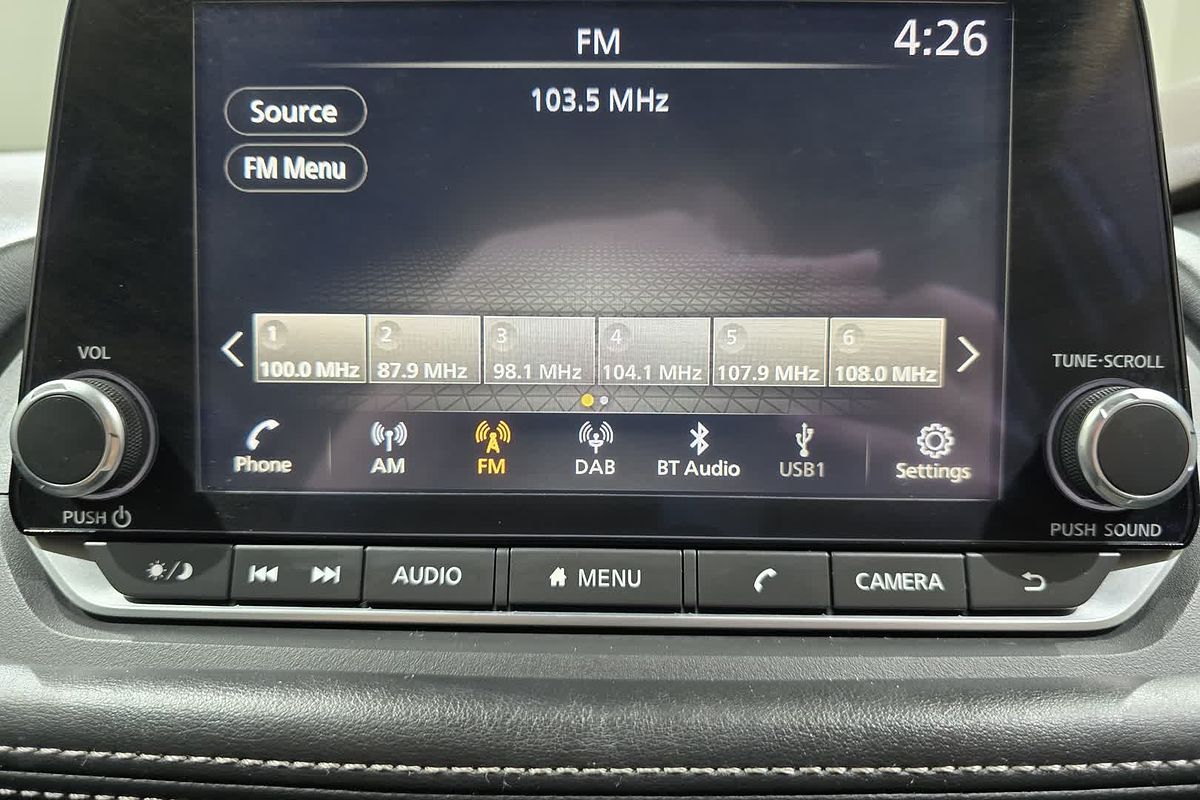 FM
4:26
103.5 MHz
Source
FM Menu
1 2 3 4 5 6
100.0 MHz 87.9 MHz 98.1 MHz 104.1 MHz 107.9 MHz 108.0 MHz
VOL
TUNE·SCROLL
Phone AM FM DAB BT Audio USB1 Settings
PUSH
PUSH SOUND
AUDIO MENU CAMERA